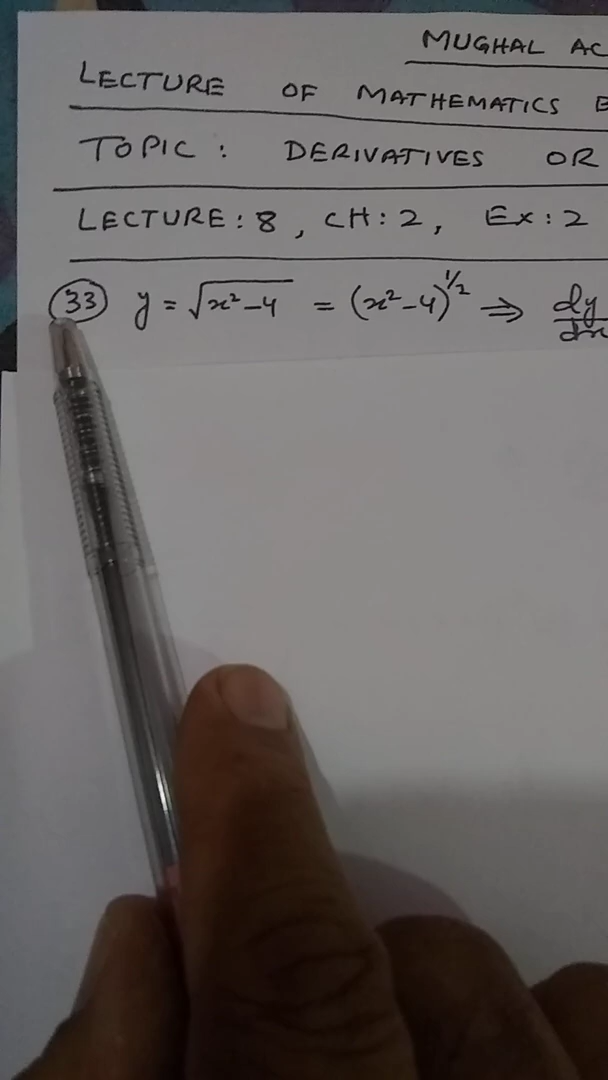 MUGHAL AC
LECTURE OF MATHEMATICS
TOPIC : DERIVATIVES OR
LECTURE : 8 , CH : 2 , Ex : 2
33 y = √x²-4 = (x²-4)^1/2 ⇒ dy/dx